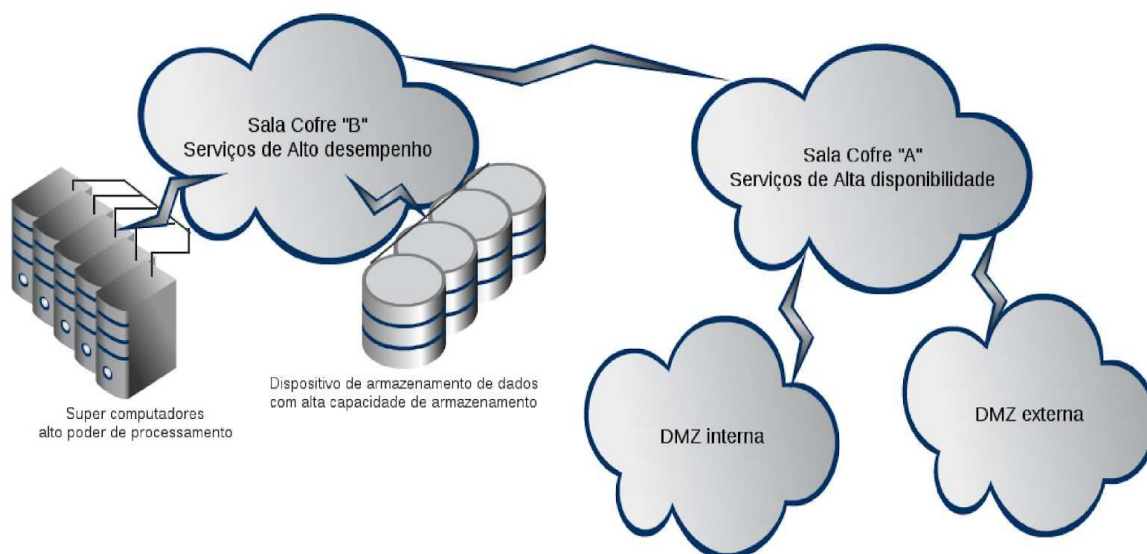 Sala Cofre "B"
Serviços de Alto desempenho
Sala Cofre "A"
Serviços de Alta disponibilidade
Super computadores
alto poder de processamento
Dispositivo de armazenamento de dados
com alta capacidade de armazenamento
DMZ interna
DMZ externa